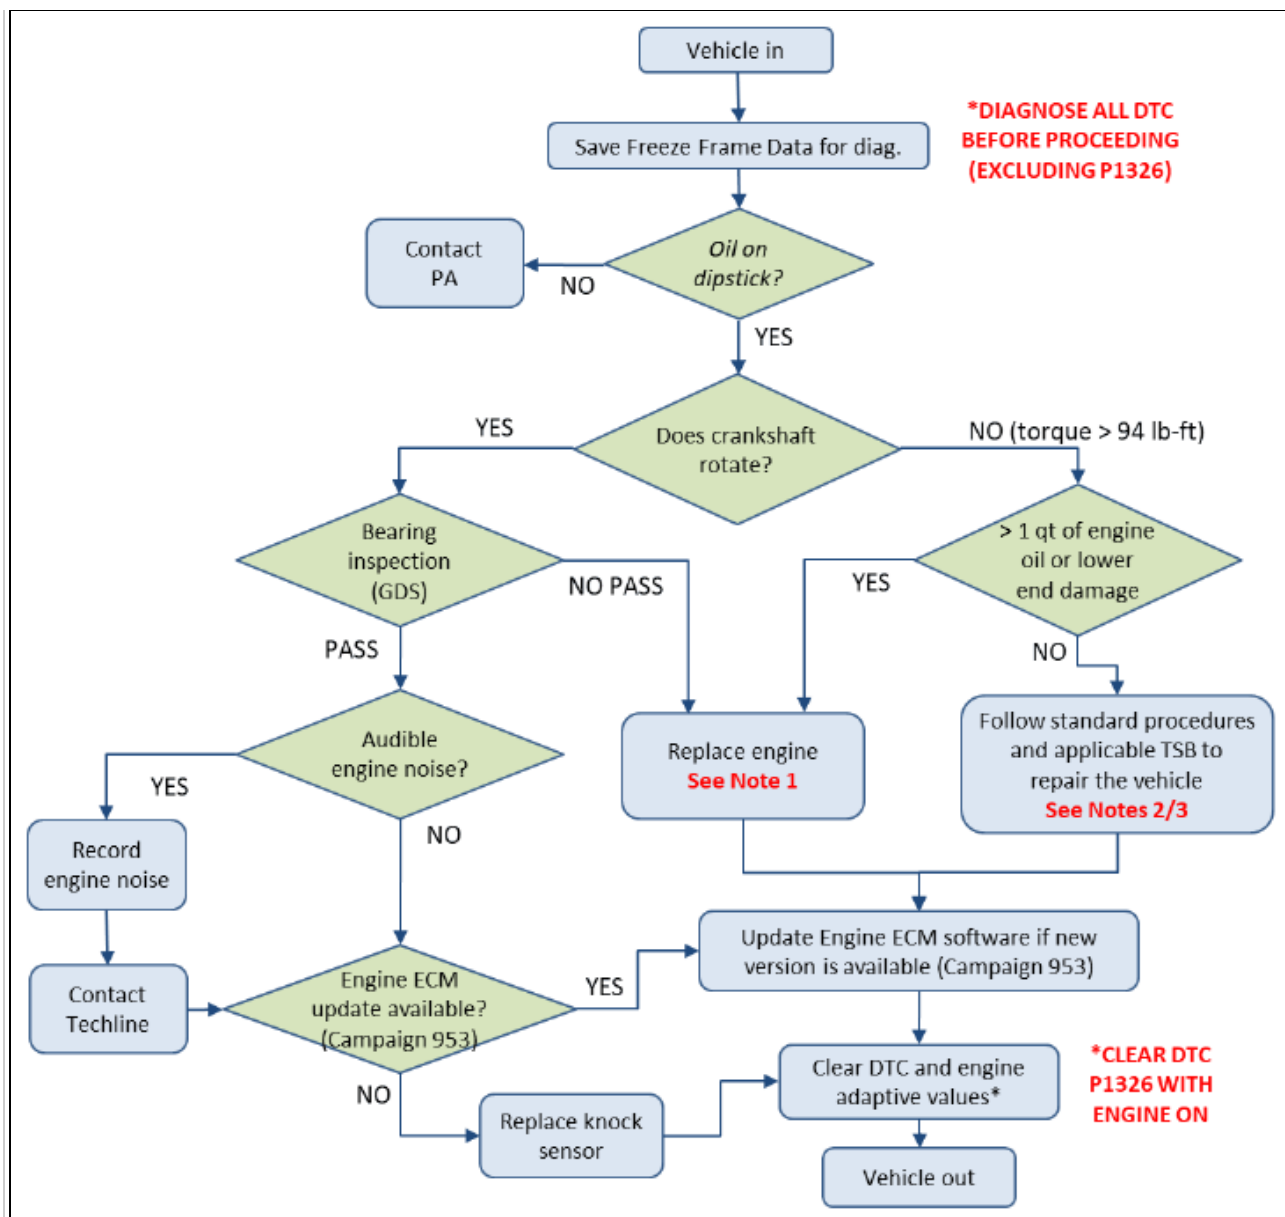 Vehicle in
*DIAGNOSE ALL DTC
BEFORE PROCEEDING
(EXCLUDING P1326)
Save Freeze Frame Data for diag.
Contact
PA
NO
Oil on
dipstick?
YES
YES
Does crankshaft
rotate?
NO (torque > 94 lb-ft)
Bearing
inspection
(GDS)
NO PASS
YES
> 1 qt of engine
oil or lower
end damage
PASS
NO
Audible
engine noise?
YES
NO
Replace engine
See Note 1
Follow standard procedures
and applicable TSB to
repair the vehicle
See Notes 2/3
Record
engine noise
Contact
Techline
Engine ECM
update available?
(Campaign 953)
YES
NO
Update Engine ECM software if new
version is available (Campaign 953)
Replace knock
sensor
Clear DTC and engine
adaptive values*
*CLEAR DTC
P1326 WITH
ENGINE ON
Vehicle out